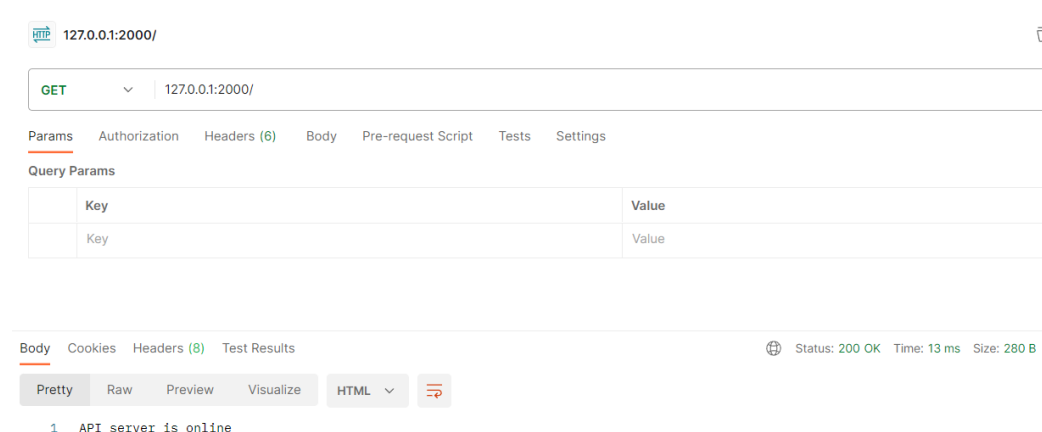 HTTP 127.0.0.1:2000/
GET 127.0.0.1:2000/
Params Authorization Headers (6) Body Pre-request Script Tests Settings
Query Params
Key Value
Key Value
Body Cookies Headers (8) Test Results Status: 200 OK Time: 13 ms Size: 280 B
Pretty Raw Preview Visualize HTML
1 API server is online